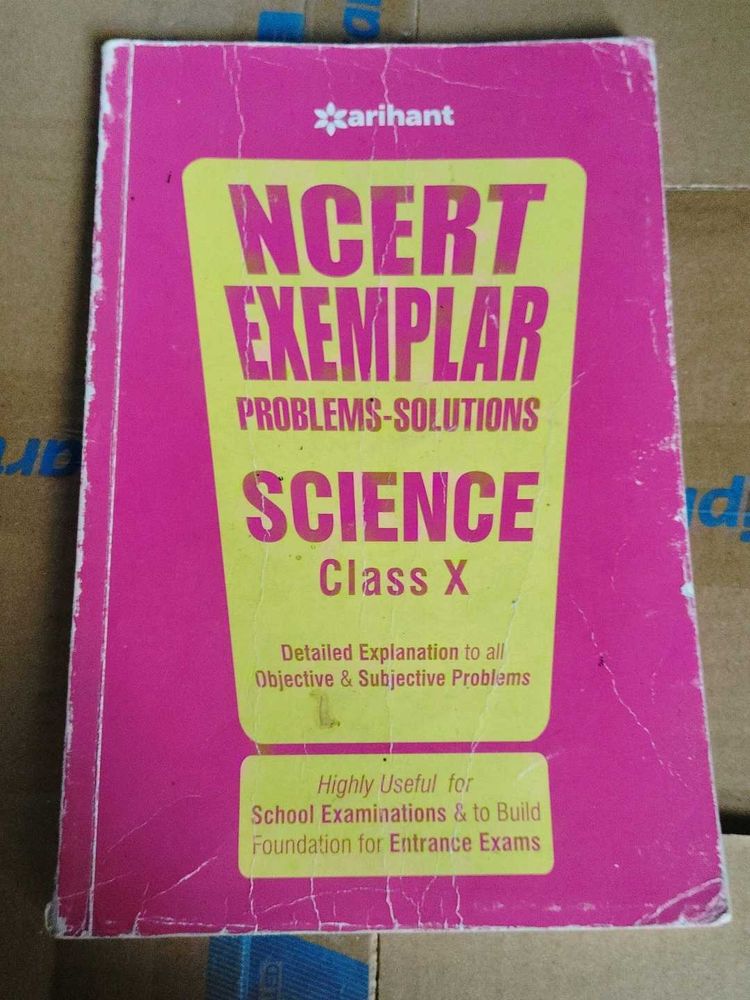 arihant
NCERT
EXEMPLAR
PROBLEMS-SOLUTIONS
SCIENCE
Class X
Detailed Explanation to all
Objective & Subjective Problems
Highly Useful for
School Examinations & to Build
Foundation for Entrance Exams